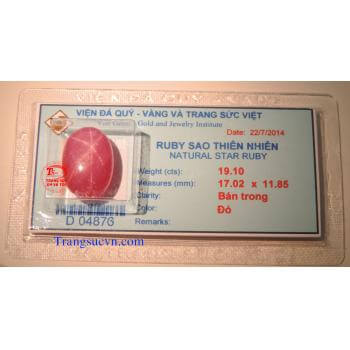 VIỆN ĐÁ QUÝ - VÀNG VÀ TRANG SỨC VIỆT
Gold and Jewelry Institute
Date: 22/7/2014
RUBY SAO THIÊN NHIÊN
NATURAL STAR RUBY
Weight (cts): 19.10
Measures (mm): 17.02 x 11.85
Clarity: Bán trong
Color: Đỏ
Remarks:
D 04876
Trangsucvn.com